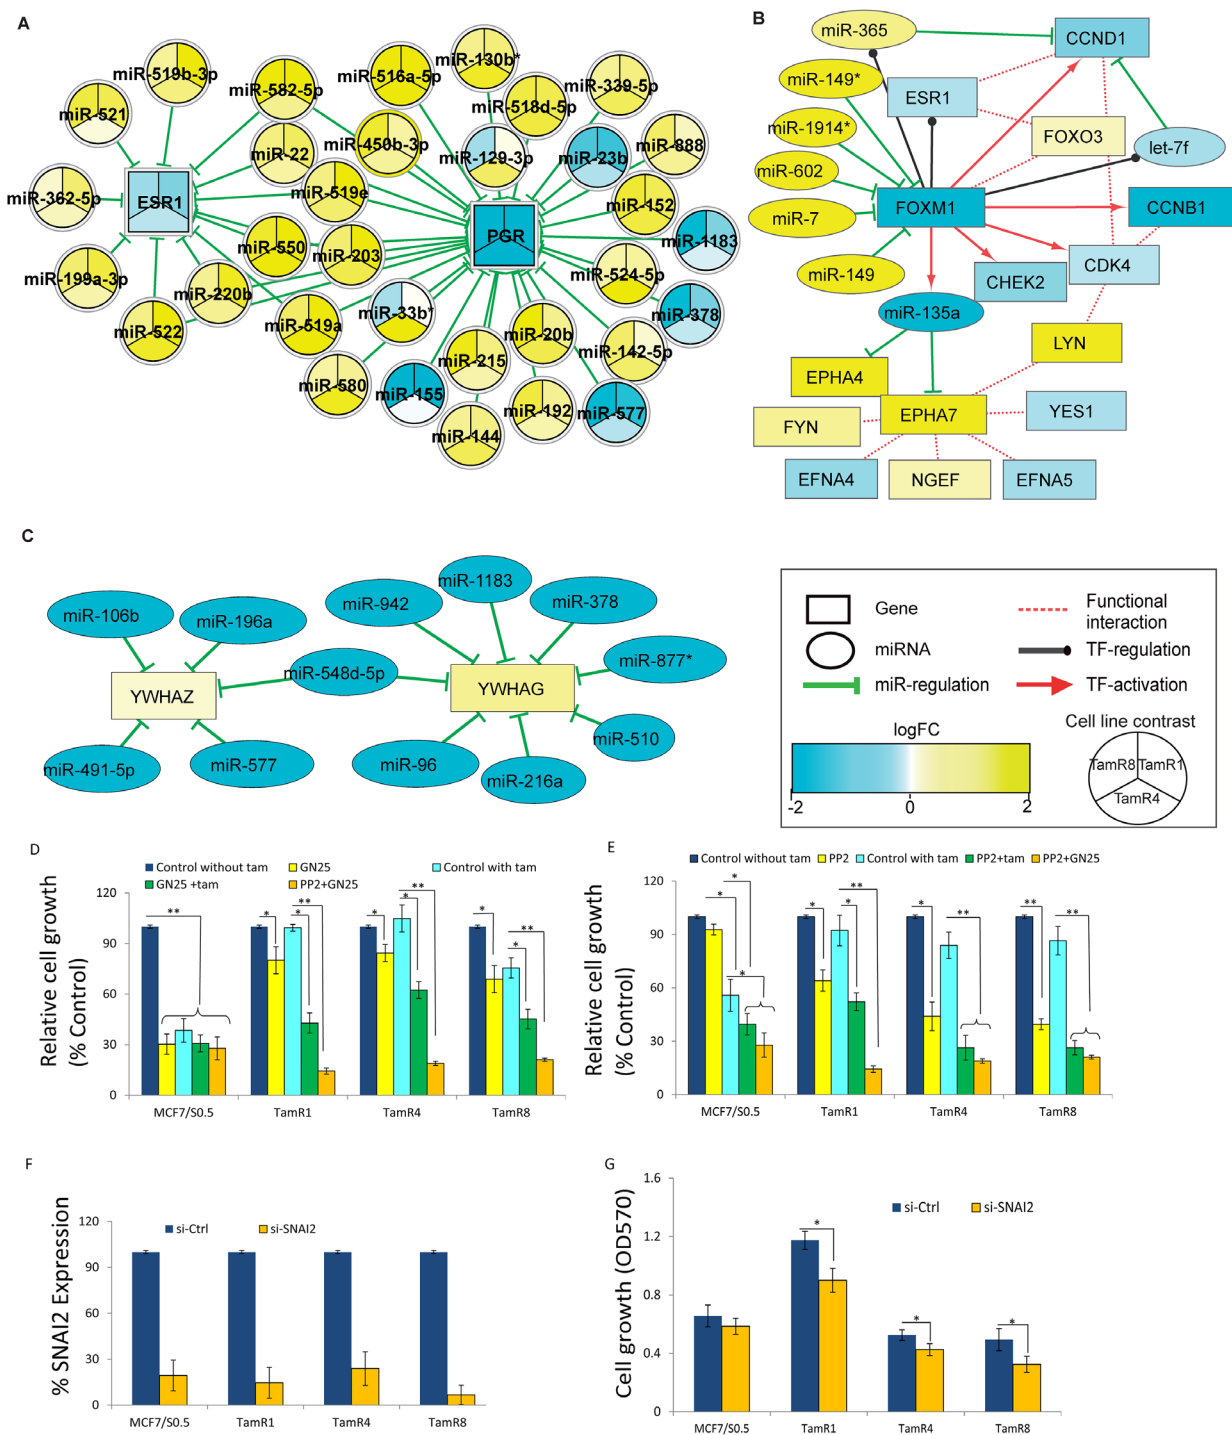 A
miR-519b-3p
miR-582-5p
miR-516a-5p
miR-130b*
miR-339-5p
miR-521
miR-518d-5p
miR-22
miR-450b-3p
miR-129-3p
miR-23b
miR-888
miR-362-5p
ESR1
miR-519e
miR-152
miR-550
miR-203
PGR
miR-1183
miR-199a-3p
miR-220b
miR-524-5p
miR-522
miR-519a
miR-33b*
miR-378
miR-20b
miR-142-5p
miR-215
miR-580
miR-155
miR-192
miR-577
miR-144
B
miR-365
CCND1
miR-149*
ESR1
miR-1914*
FOXO3
let-7f
miR-602
FOXM1
CCNB1
miR-7
miR-149
CDK4
CHEK2
miR-135a
LYN
EPHA4
EPHA7
YES1
FYN
EFNA4
NGEF
EFNA5
C
miR-106b
miR-196a
miR-942
miR-1183
miR-378
miR-548d-5p
miR-877*
YWHAZ
YWHAG
miR-491-5p
miR-577
miR-96
miR-216a
miR-510
Gene
Functional
interaction
miRNA
TF-regulation
miR-regulation
TF-activation
logFC
-2
0
2
Cell line contrast
TamR8
TamR1
TamR4
D
Control without tam
GN25
Control with tam
GN25 +tam
PP2+GN25
Relative cell growth
(% Control)
120
90
60
30
0
**
*
*
**
*
*
**
*
*
**
MCF7/S0.5
TamR1
TamR4
TamR8
E
Control without tam
PP2
Control with tam
PP2+tam
PP2+GN25
Relative cell growth
(% Control)
120
90
60
30
0
*
*
*
*
*
**
*
**
**
**
MCF7/S0.5
TamR1
TamR4
TamR8
F
% SNAI2 Expression
si-Ctrl
si-SNAI2
120
90
60
30
0
MCF7/S0.5
TamR1
TamR4
TamR8
G
Cell growth (OD570)
si-Ctrl
si-SNAI2
1.6
1.2
0.8
0.4
0
*
*
*
MCF7/S0.5
TamR1
TamR4
TamR8